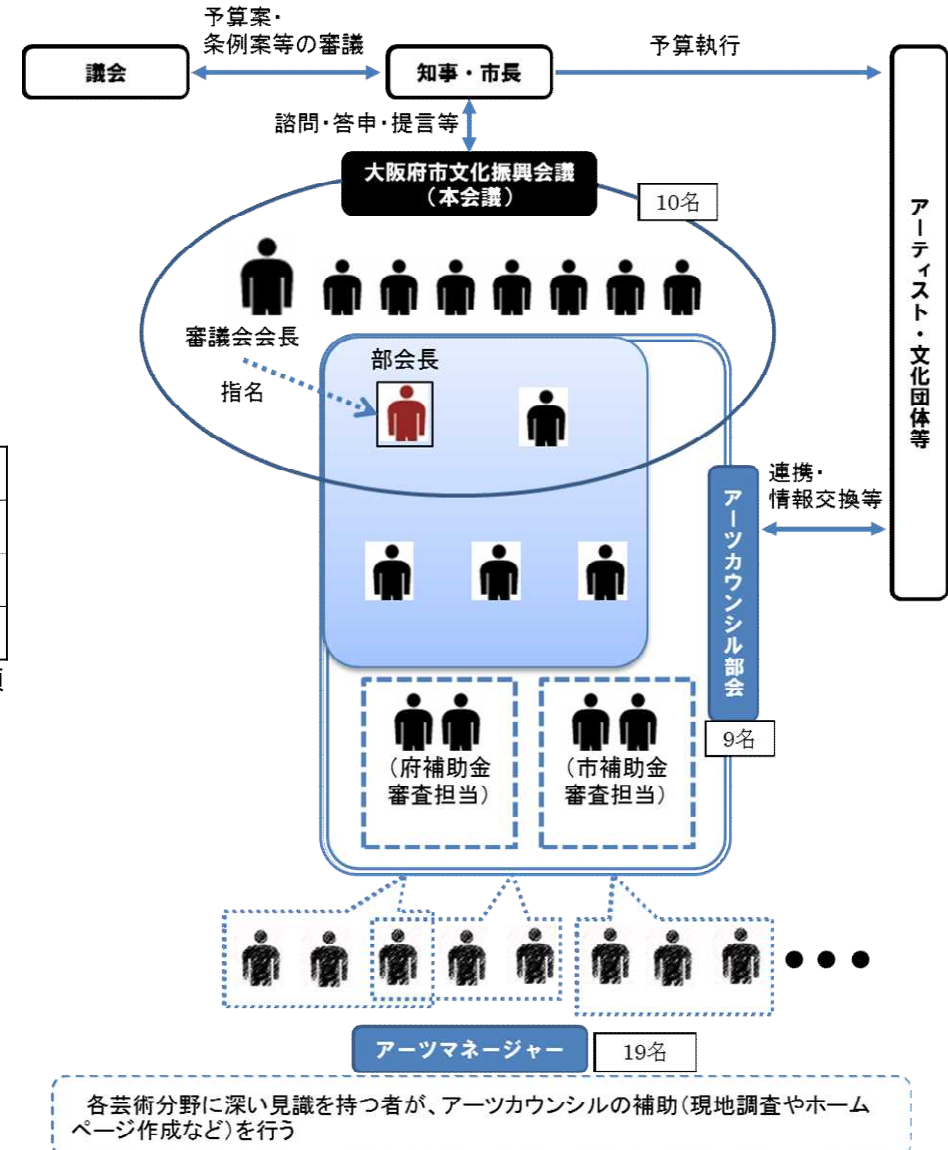 予算案・
条例案等の審議
議会
知事・市長
予算執行
諮問・答申・提言等
大阪府市文化振興会議
（本会議）
10名
アーティスト・文化団体等
審議会会長
部会長
指名
連携・
情報交換等
アーツカウンシル部会
9名
（府補助金
審査担当）
（市補助金
審査担当）
アーツマネージャー
19名
各芸術分野に深い見識を持つ者が、アーツカウンシルの補助（現地調査やホーム
ページ作成など）を行う